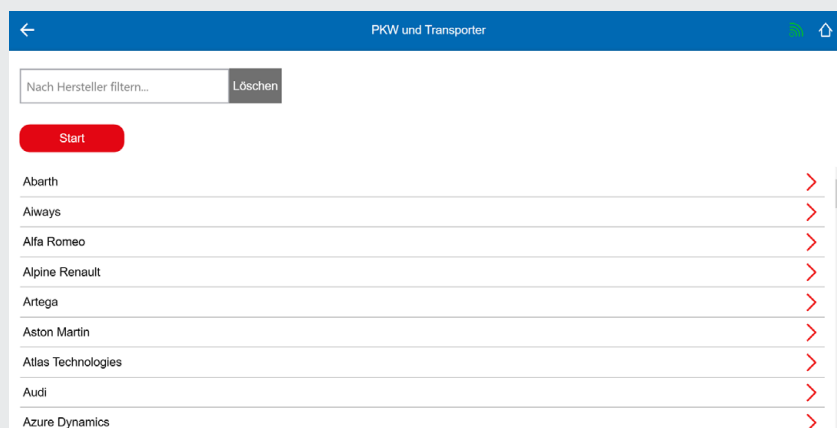 PKW und Transporter
Nach Hersteller filtern...
Löschen
Start
Abarth
Aiways
Alfa Romeo
Alpine Renault
Artega
Aston Martin
Atlas Technologies
Audi
Azure Dynamics